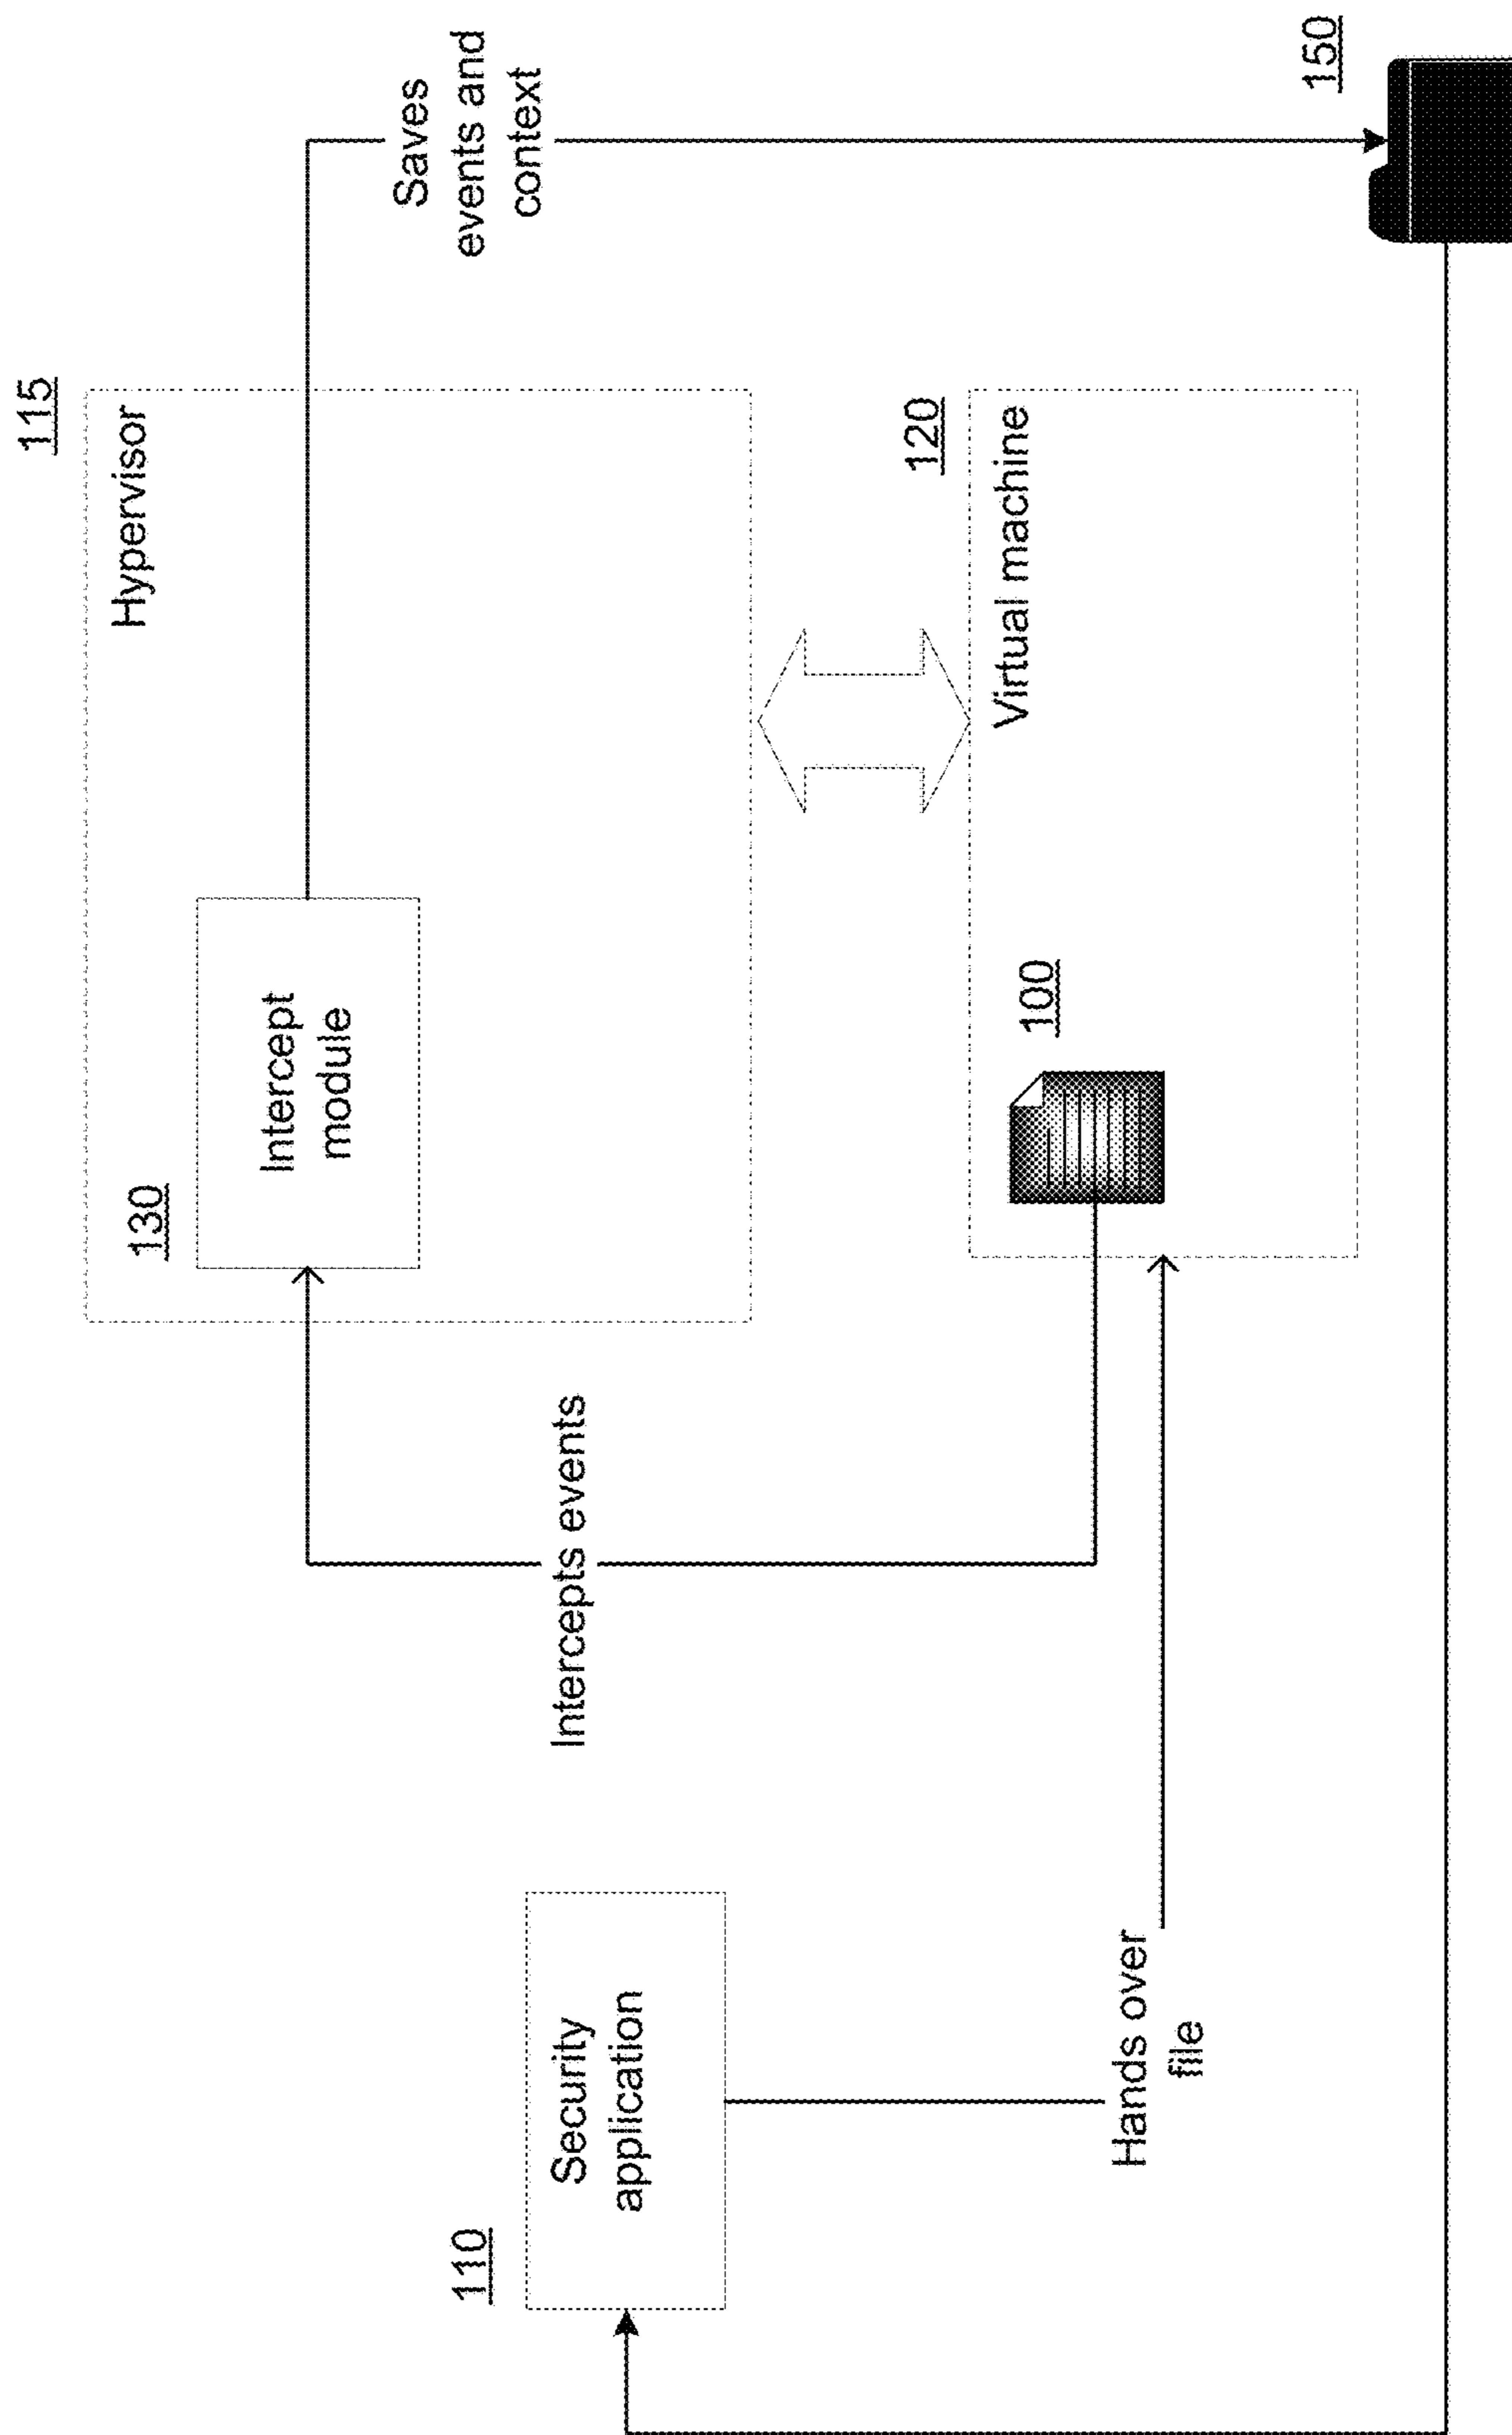 115
Hypervisor
130
Intercept
module
Saves
events and
context
110
Security
application
Intercepts events
120
Virtual machine
100
Hands over
file
150